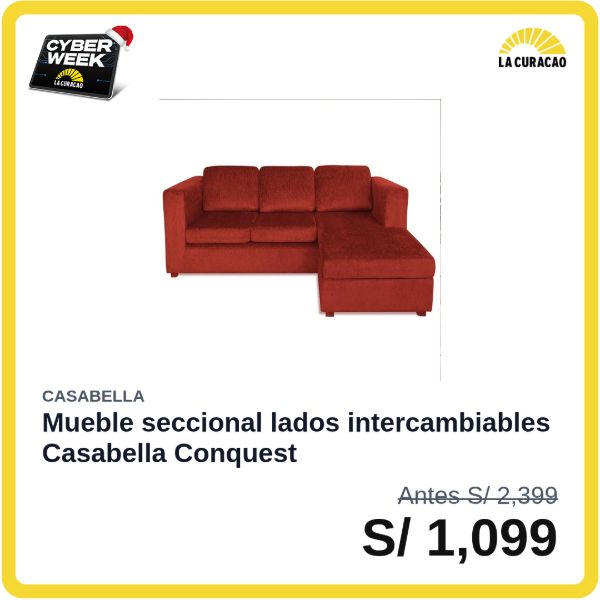 CYBER
WEEK
LA CURACAO
LA CURACAO
CASABELLA
Mueble seccional lados intercambiables
Casabella Conquest
Antes S/ 2,399
S/ 1,099